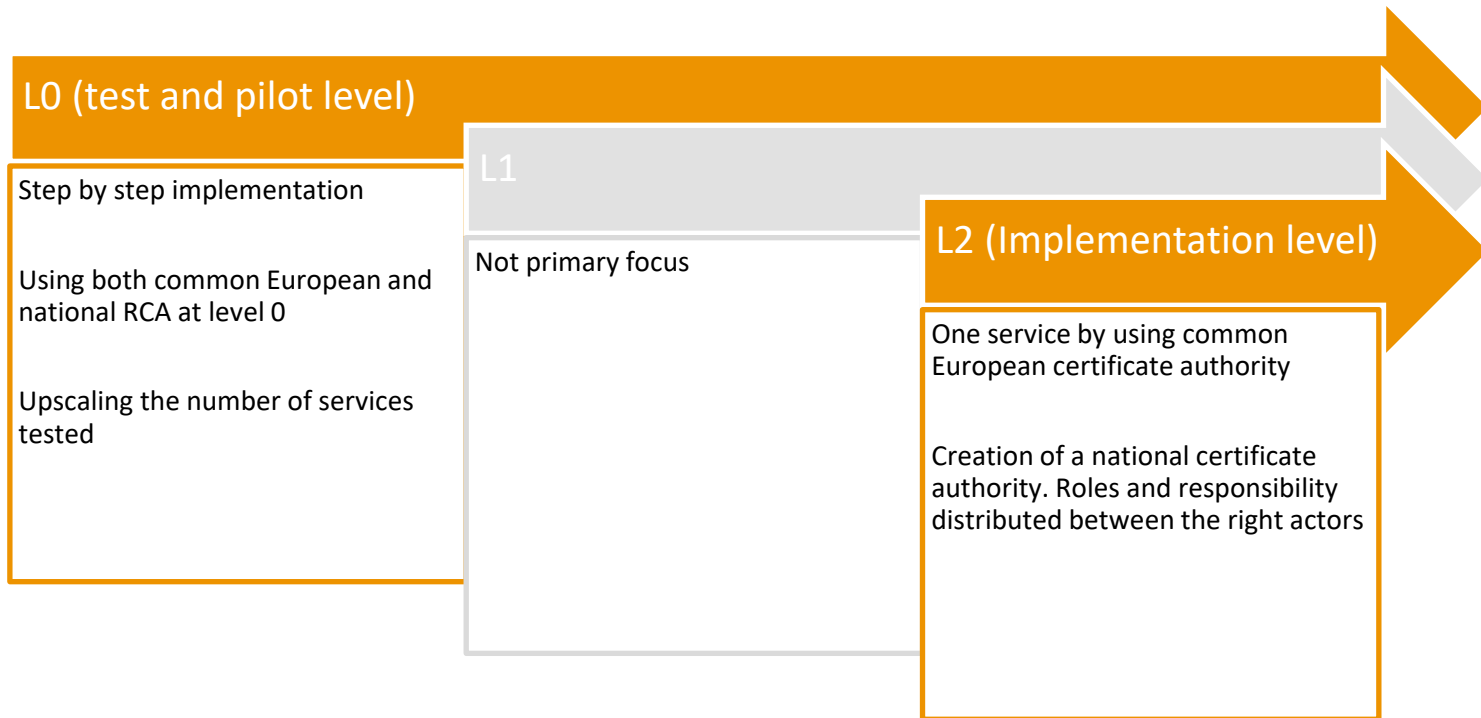 L0 (test and pilot level)
Step by step implementation
Using both common European and
national RCA at level 0
Upscaling the number of services
tested
L1
Not primary focus
L2 (Implementation level)
One service by using common
European certificate authority
Creation of a national certificate
authority. Roles and responsibility
distributed between the right actors